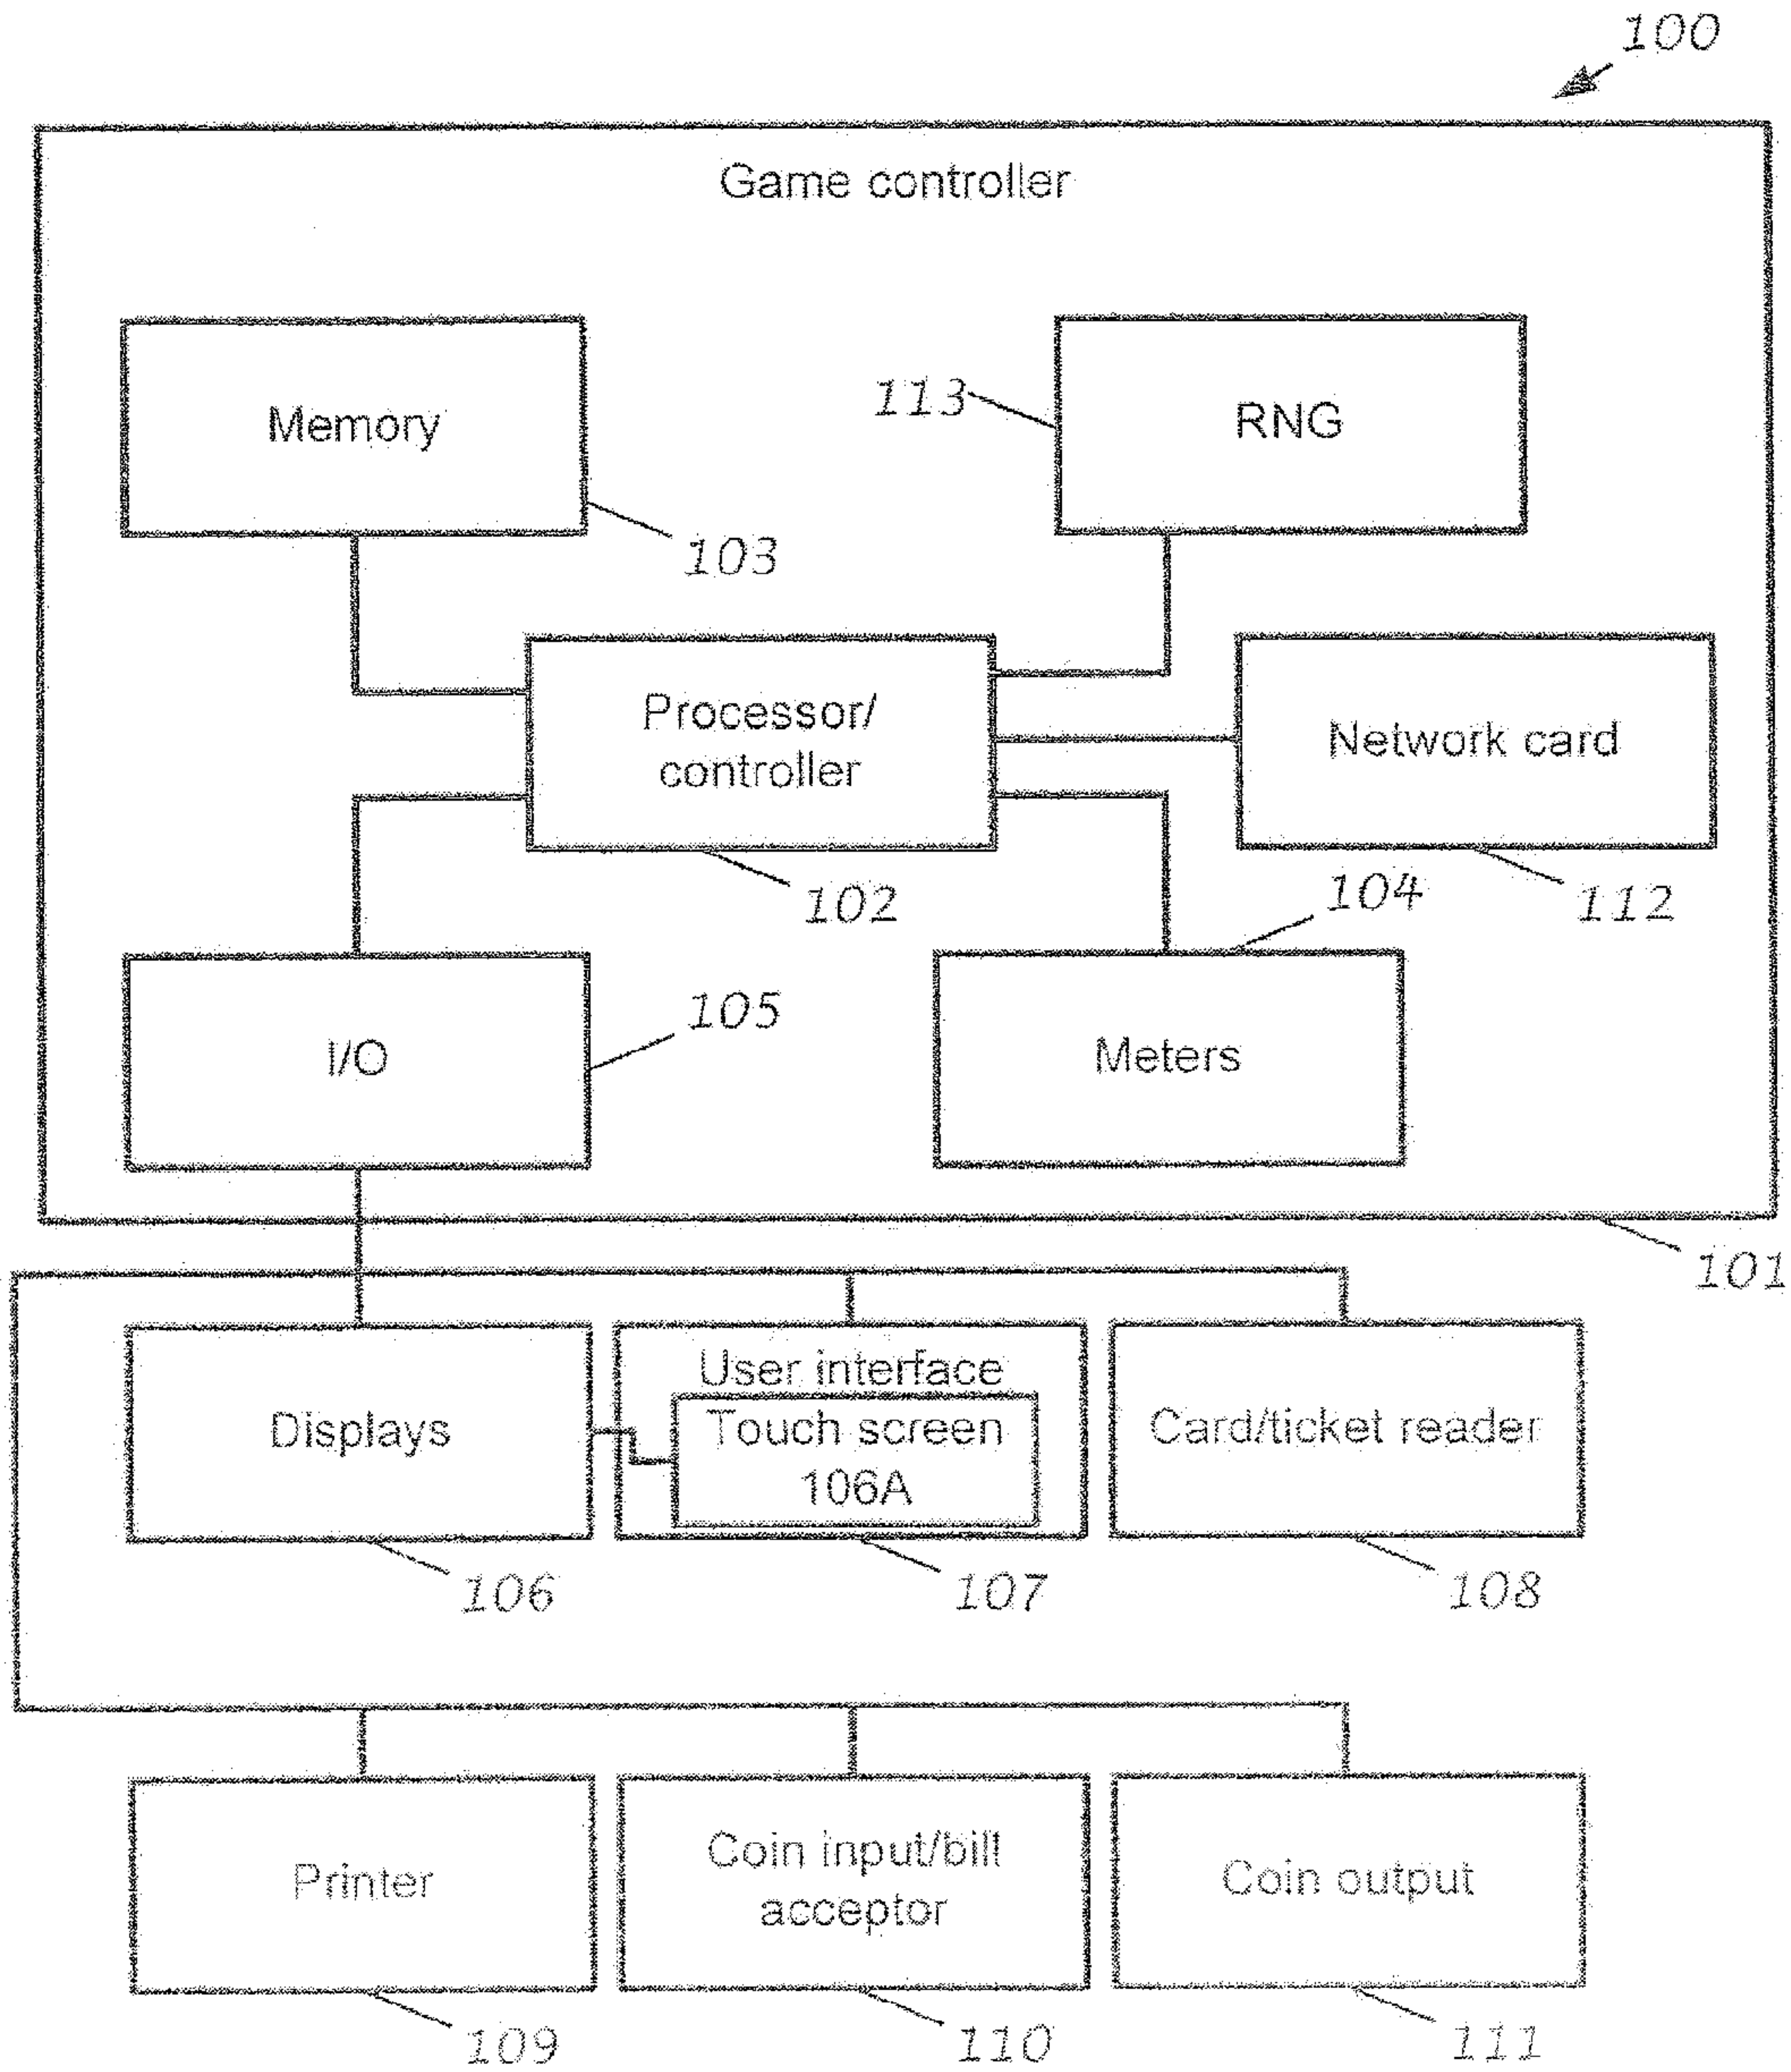 100
Game controller
Memory
113
RNG
103
Processor/
controller
Network card
102
104
112
I/O
105
Meters
101
Displays
User interface
Touch screen
106A
Card/ticket reader
106
107
108
Printer
Coin input/bill
acceptor
Coin output
109
110
111